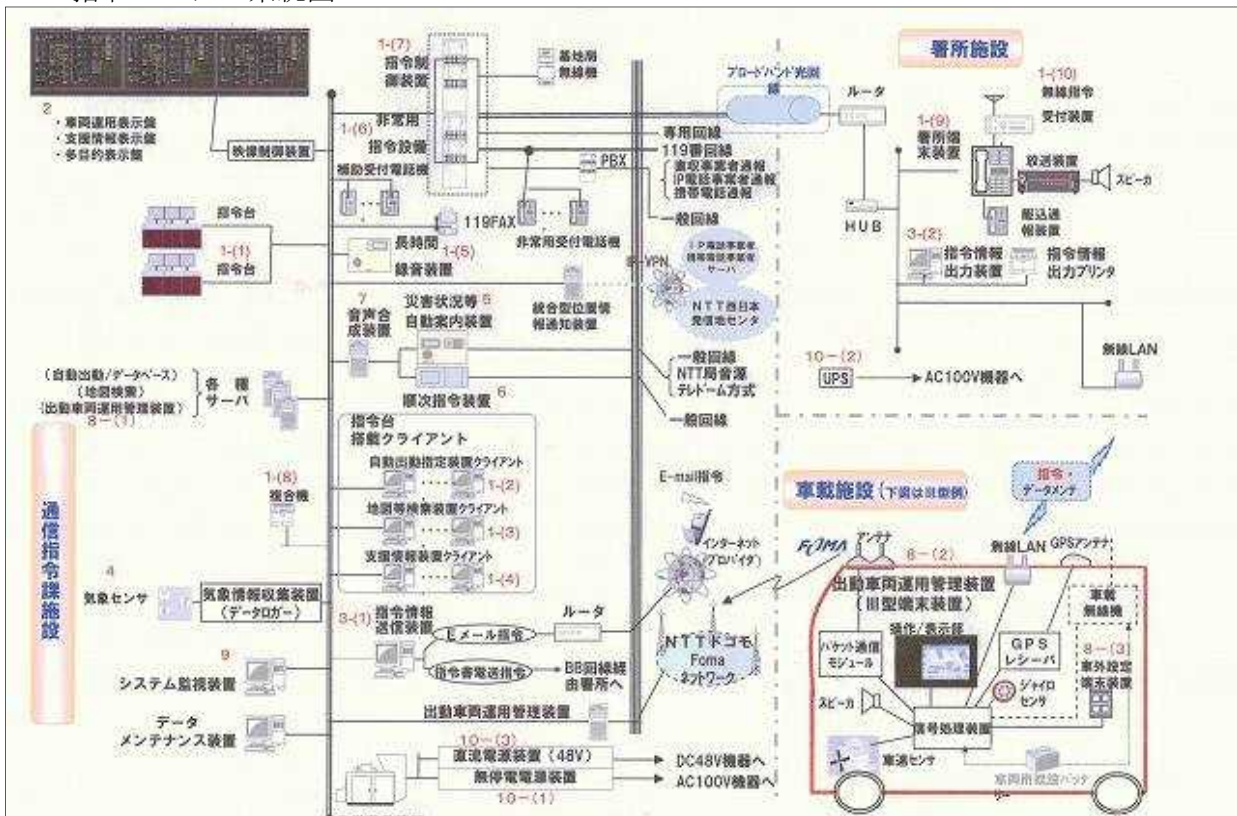 2
・車両運用表示盤
・支援情報表示盤
・多目的表示盤
映像制御装置
指令台
1-(1)
指令台
1-(7)
指令制
御装置
基地局
無線機
1-(6)
非常用
指令設備
補助受付電話機
119FAX
長時間
1-(5)
録音装置
非常用受付電話機
PBX
専用回線
119番回線
直収事業者通報
IP電話事業者通報
携帯電話通報
一般回線
ブロードバンド光回
線
ルータ
HUB
IP-VPN
IP電話事業者
携帯電話事業者
サーバ
NTT西日本
発信地センタ
統合型位置情
報通知装置
7
音声合
成装置
災害状況等 5
自動案内装置
順次指令装置
6
一般回線
NTT局音源
テレドーム方式
一般回線
署所施設
1-(10)
無線指令
受付装置
1-(9)
署所端
末装置
放送装置
スピーカ
駆込通
報装置
3-(2)
指令情報
出力装置
指令情報
出力プリンタ
無線LAN
10-(2)
UPS
AC100V機器へ
通信指令課施設
(自動出動/データベース)
(地図検索)
(出動車両運用管理装置)
8-(1)
各種
サーバ
指令台
搭載クライアント
自動出動指定装置クライアント
1-(2)
地図等検索装置クライアント
1-(3)
支援情報装置クライアント
1-(4)
1-(8)
複合機
4
気象センサ
気象情報収集装置
(データロガー)
3-(1)
指令情報
送信装置
Eメール指令
ルータ
指令書電送指令
BB回線経
由署所へ
9
システム監視装置
データ
メンテナンス装置
出動車両運用管理装置
10-(3)
直流電源装置(48V)
DC48V機器へ
無停電電源装置
AC100V機器へ
10-(1)
E-mail指令
インターネット
(プロバイダ)
NTTドコモ
Foma
ネットワーク
車載施設(下図はIII型例)
指令・
データメンテ
FOMA
アンテナ
8-(2)
無線LAN
GPSアンテナ
出動車両運用管理装置
(III型端末装置)
車載
無線機
操作/表示部
パケット通信
モジュール
GPS
レシーバ
8-(3)
車外設定
端末装置
ジャイロ
センサ
スピーカ
信号処理装置
車速センサ